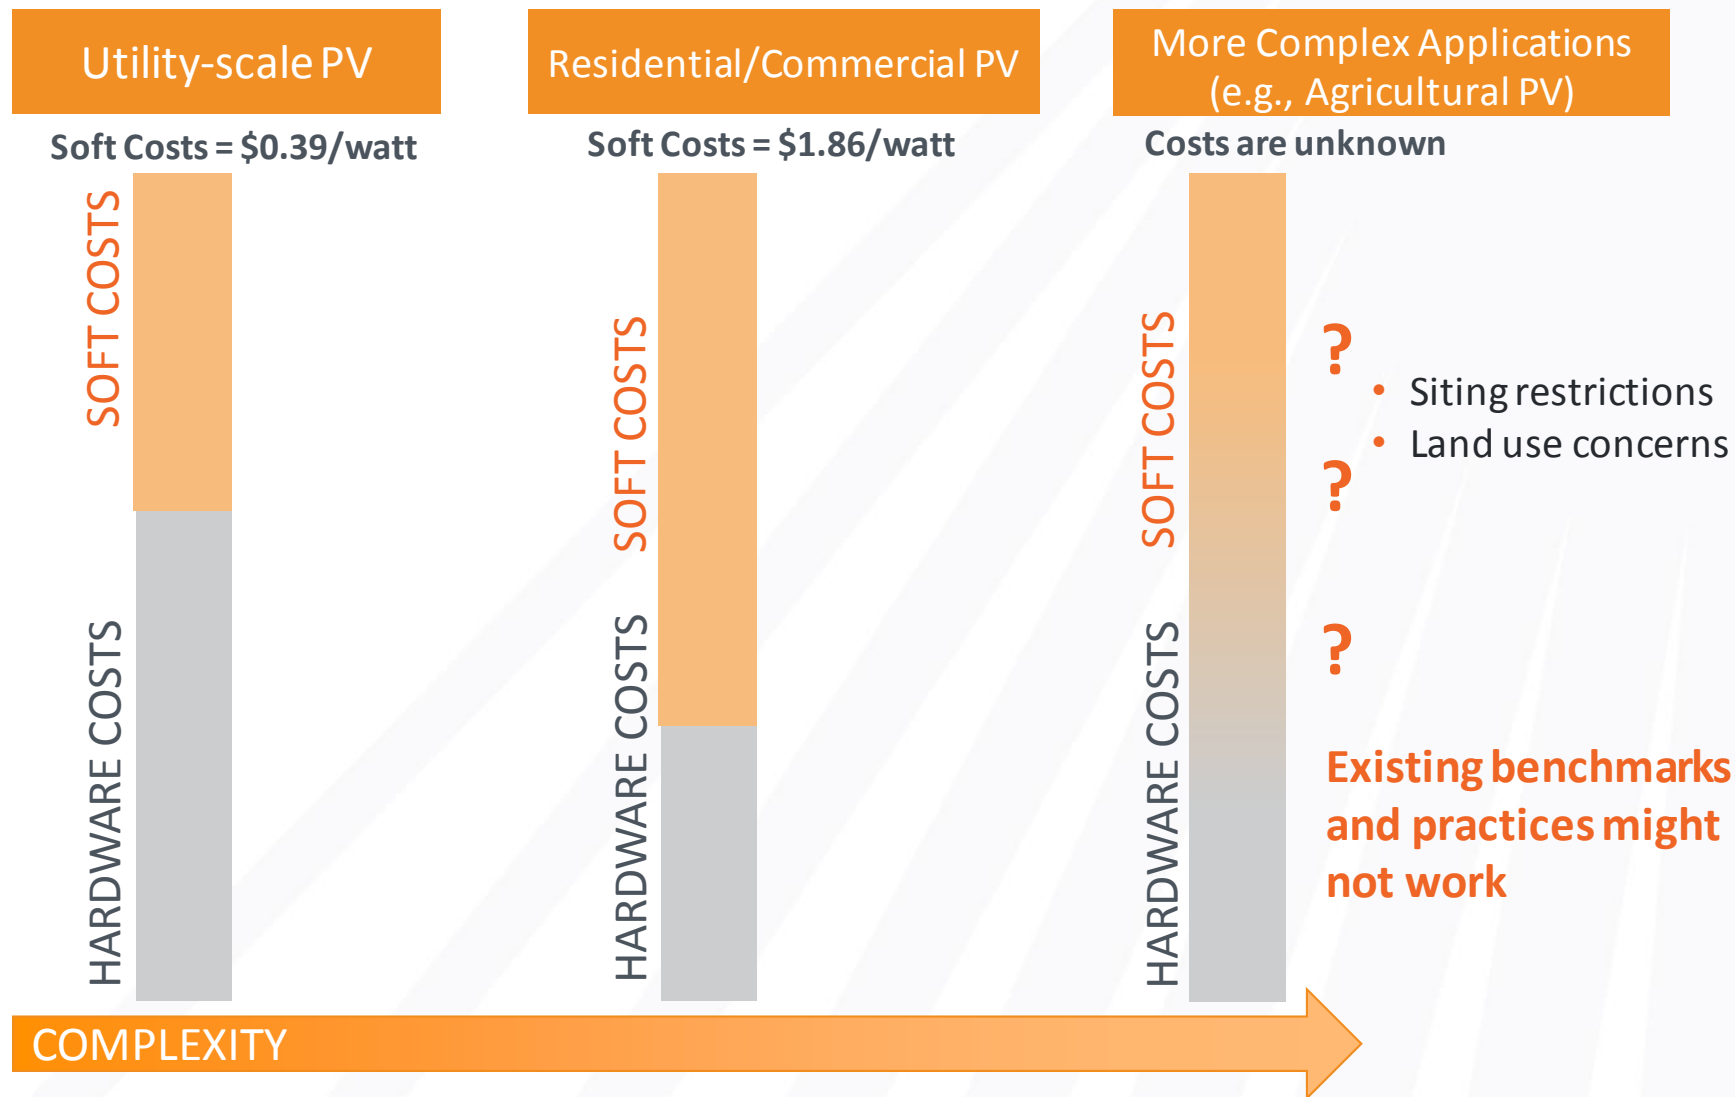 Utility-scale PV
Soft Costs = $0.39/watt
SOFT COSTS
HARDWARE COSTS
Residential/Commercial PV
Soft Costs = $1.86/watt
SOFT COSTS
HARDWARE COSTS
More Complex Applications
(e.g., Agricultural PV)
Costs are unknown
SOFT COSTS
HARDWARE COSTS
?
• Siting restrictions
• Land use concerns
?
?
Existing benchmarks
and practices might
not work
COMPLEXITY